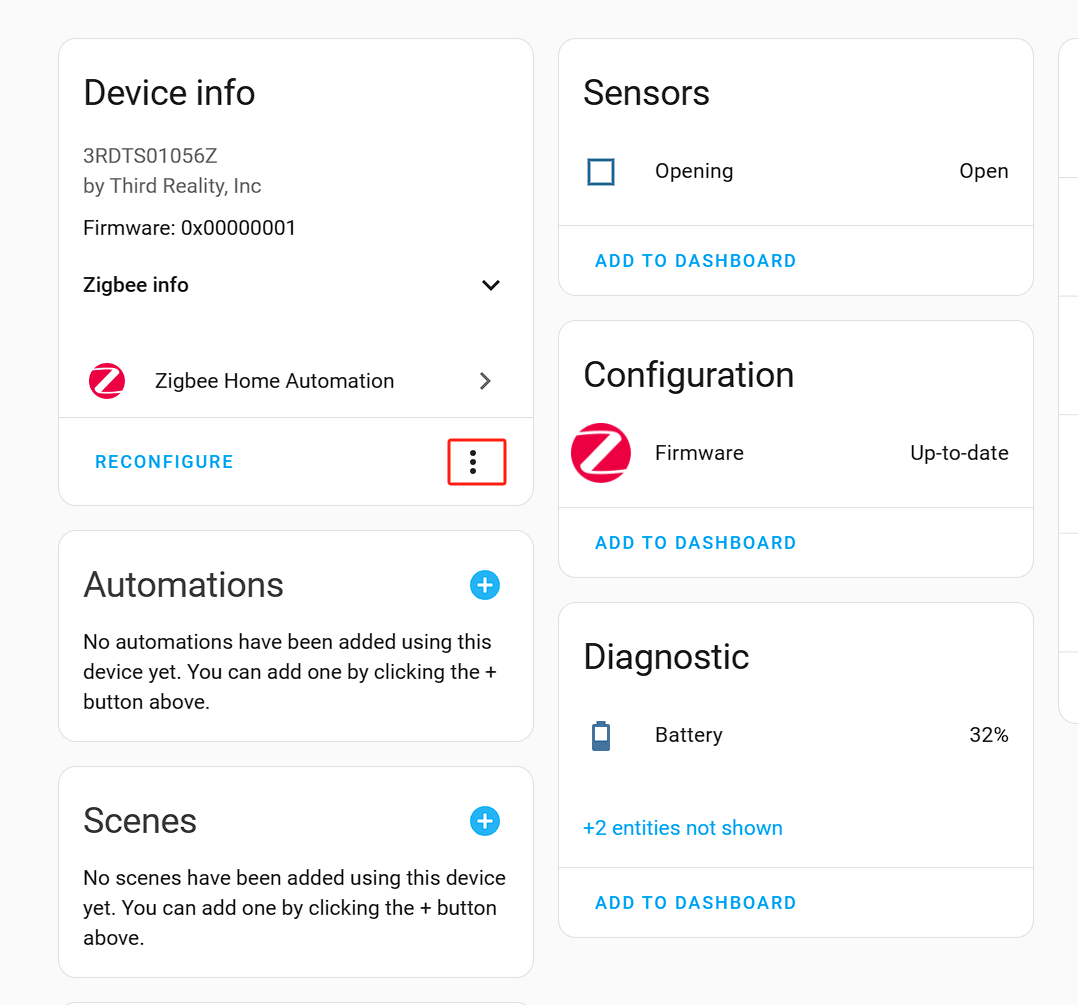 Device info
3RDTS01056Z
by Third Reality, Inc
Firmware: 0x00000001
Zigbee info
Zigbee Home Automation
RECONFIGURE
Automations
No automations have been added using this
device yet. You can add one by clicking the +
button above.
Scenes
No scenes have been added using this device
yet. You can add one by clicking the + button
above.
Sensors
Opening Open
ADD TO DASHBOARD
Configuration
Firmware Up-to-date
ADD TO DASHBOARD
Diagnostic
Battery 32%
+2 entities not shown
ADD TO DASHBOARD